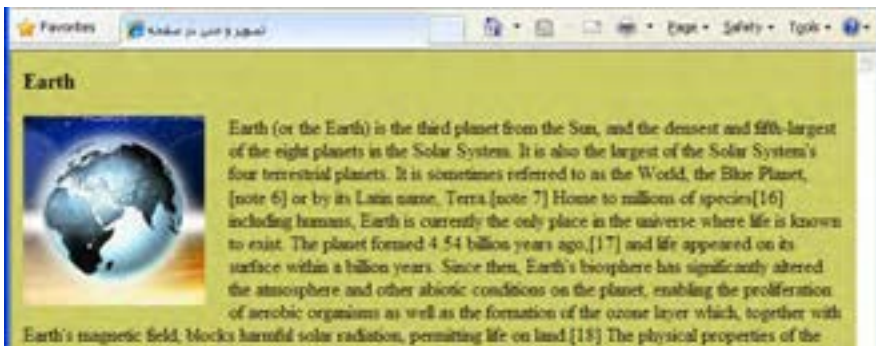 Favorites تصویر و متن در صفحه Page Safety Tools
Earth
Earth (or the Earth) is the third planet from the Sun, and the densest and fifth-largest
of the eight planets in the Solar System. It is also the largest of the Solar System's
four terrestrial planets. It is sometimes referred to as the World, the Blue Planet,
[note 6] or by its Latin name, Terra.[note 7] Home to millions of species[16]
including humans, Earth is currently the only place in the universe where life is known
to exist. The planet formed 4.54 billion years ago,[17] and life appeared on its
surface within a billion years. Since then, Earth's biosphere has significantly altered
the atmosphere and other abiotic conditions on the planet, enabling the proliferation
of aerobic organisms as well as the formation of the ozone layer which, together with
Earth's magnetic field, blocks harmful solar radiation, permitting life on land.[18] The physical properties of the